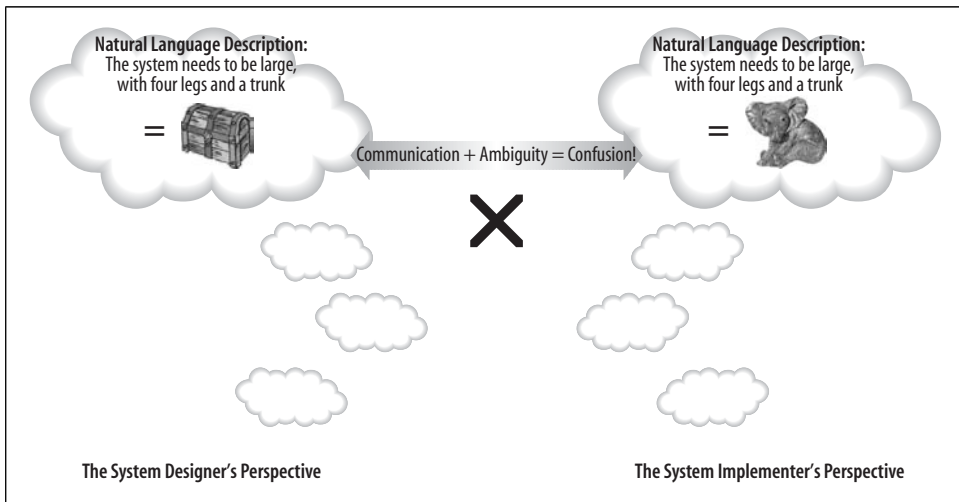 Natural Language Description:
The system needs to be large,
with four legs and a trunk
=
Natural Language Description:
The system needs to be large,
with four legs and a trunk
=
Communication + Ambiguity = Confusion!
The System Designer’s Perspective
The System Implementer’s Perspective